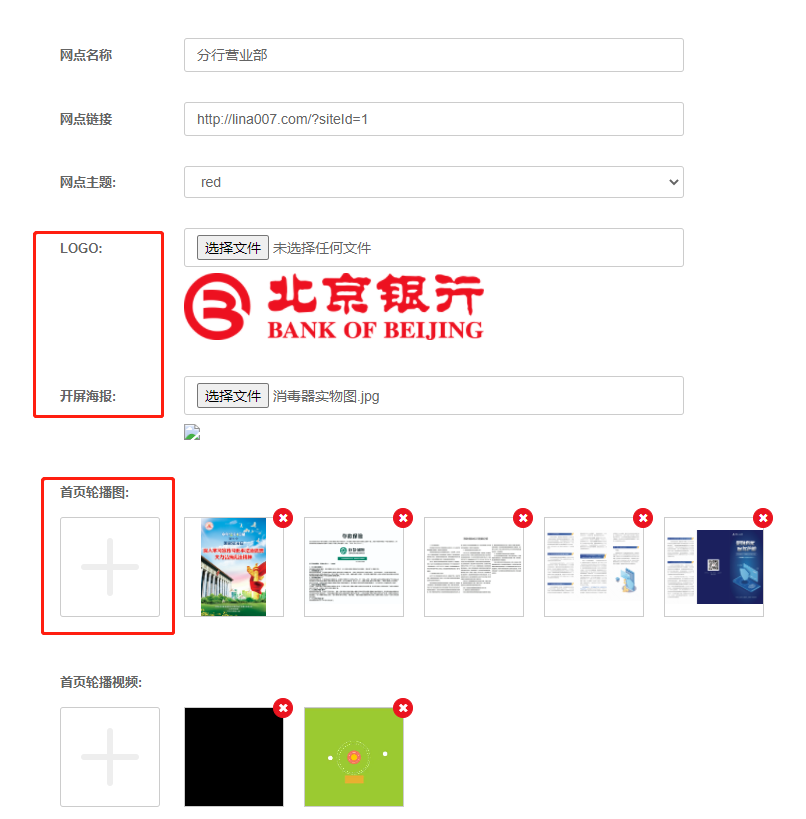 网点名称
分行营业部
网点链接
http://lina007.com/?siteId=1
网点主题:
red
LOGO:
选择文件 未选择任何文件
北京银行
BANK OF BEIJING
开屏海报:
选择文件 消毒器实物图.jpg
首页轮播图:
首页轮播视频: